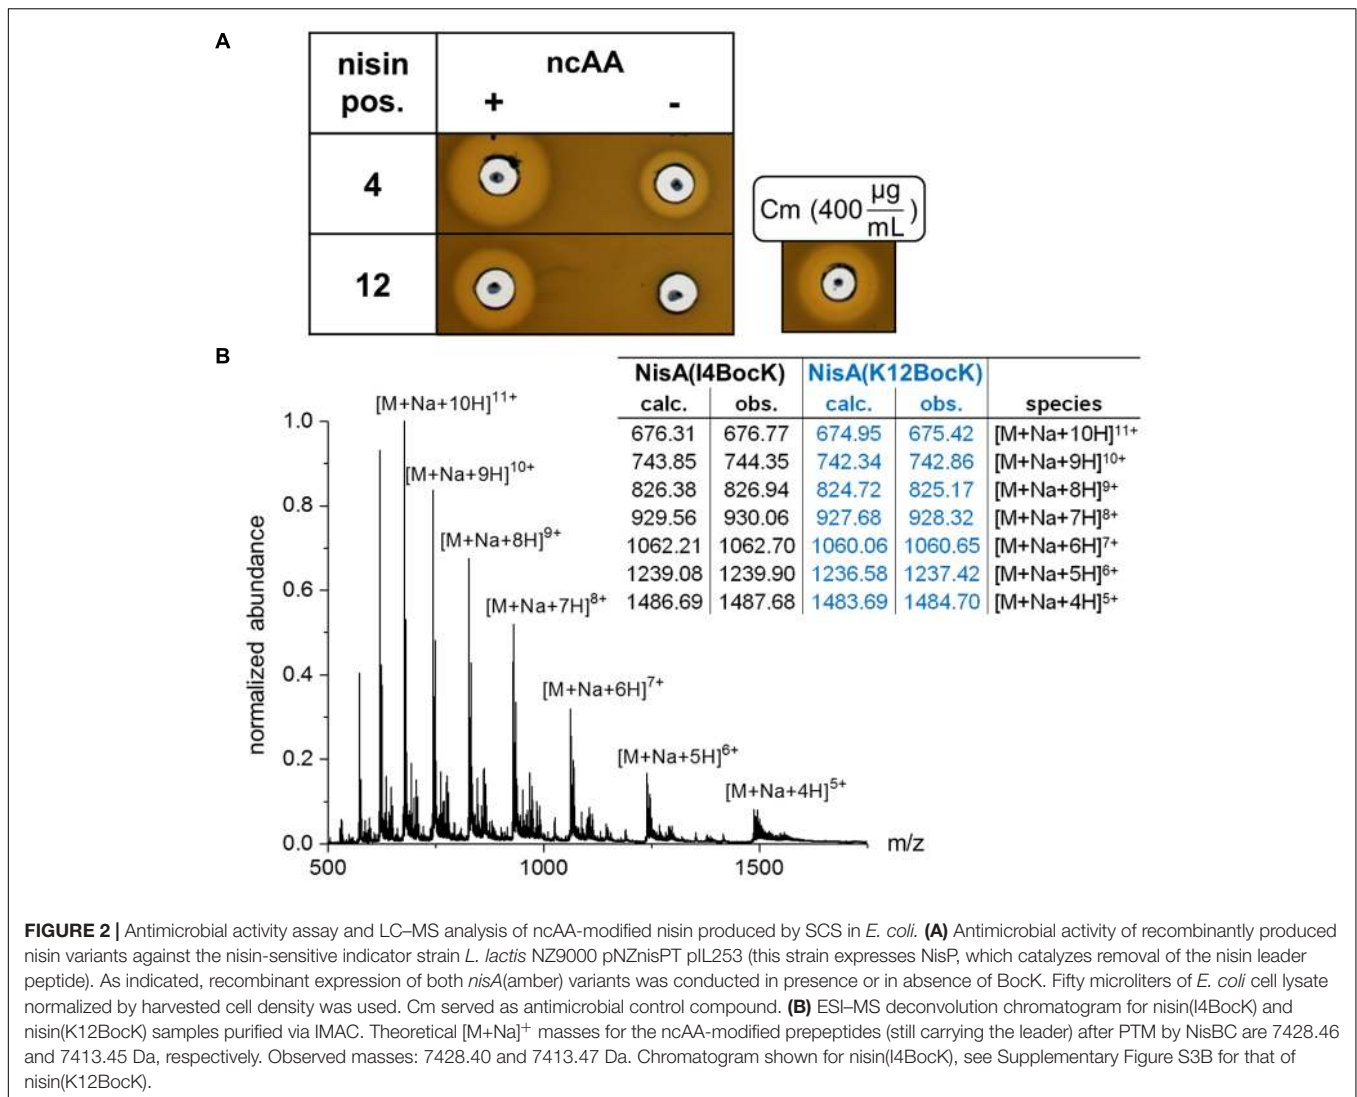 A
nisin pos.
ncAA
+ -
4
12
Cm (400 µg/mL)
B
NisA(I4BocK) NisA(K12BocK)
calc. obs. calc. obs. species
676.31 676.77 674.95 675.42 [M+Na+10H]¹¹⁺
743.85 744.35 742.34 742.86 [M+Na+9H]¹⁰⁺
826.38 826.94 824.72 825.17 [M+Na+8H]⁹⁺
929.56 930.06 927.68 928.32 [M+Na+7H]⁸⁺
1062.21 1062.70 1060.06 1060.65 [M+Na+6H]⁷⁺
1239.08 1239.90 1236.58 1237.42 [M+Na+5H]⁶⁺
1486.69 1487.68 1483.69 1484.70 [M+Na+4H]⁵⁺
[M+Na+10H]¹¹⁺
[M+Na+9H]¹⁰⁺
[M+Na+8H]⁹⁺
[M+Na+7H]⁸⁺
[M+Na+6H]⁷⁺
[M+Na+5H]⁶⁺
[M+Na+4H]⁵⁺
normalized abundance
1.0
0.8
0.6
0.4
0.2
0.0
500 1000 1500
m/z
FIGURE 2 | Antimicrobial activity assay and LC–MS analysis of ncAA-modified nisin produced by SCS in E. coli. (A) Antimicrobial activity of recombinantly produced
nisin variants against the nisin-sensitive indicator strain L. lactis NZ9000 pNZnisPT pIL253 (this strain expresses NisP, which catalyzes removal of the nisin leader
peptide). As indicated, recombinant expression of both nisA(amber) variants was conducted in presence or in absence of BocK. Fifty microliters of E. coli cell lysate
normalized by harvested cell density was used. Cm served as antimicrobial control compound. (B) ESI–MS deconvolution chromatogram for nisin(I4BocK) and
nisin(K12BocK) samples purified via IMAC. Theoretical [M+Na]⁺ masses for the ncAA-modified prepeptides (still carrying the leader) after PTM by NisBC are 7428.46
and 7413.45 Da, respectively. Observed masses: 7428.40 and 7413.47 Da. Chromatogram shown for nisin(I4BocK), see Supplementary Figure S3B for that of
nisin(K12BocK).